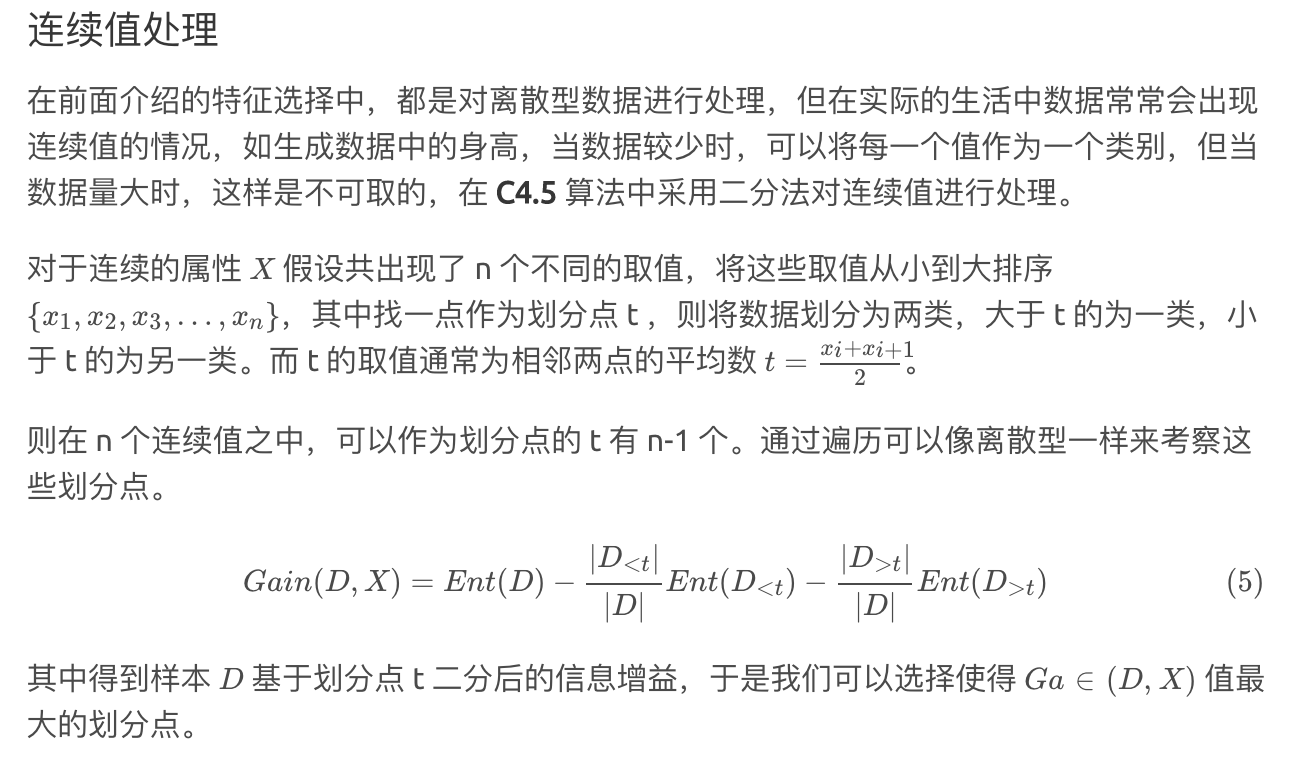 连续值处理
在前面介绍的特征选择中，都是对离散型数据进行处理，但在实际的生活中数据常常会出现
连续值的情况，如生成数据中的身高，当数据较少时，可以将每一个值作为一个类别，但当
数据量大时，这样是不可取的，在 C4.5 算法中采用二分法对连续值进行处理。
对于连续的属性 X 假设共出现了 n 个不同的取值，将这些取值从小到大排序
{x₁, x₂, x₃, ..., xₙ}，其中找一点作为划分点 t ，则将数据划分为两类，大于 t 的为一类，小
于 t 的为另一类。而 t 的取值通常为相邻两点的平均数 t = \frac{xi+xi+1}{2}。
则在 n 个连续值之中，可以作为划分点的 t 有 n-1 个。通过遍历可以像离散型一样来考察这
些划分点。
Gain(D, X) = Ent(D) − \frac{|D_{<t}|}{|D|} Ent(D_{<t}) − \frac{|D_{>t}|}{|D|} Ent(D_{>t}) (5)
其中得到样本 D 基于划分点 t 二分后的信息增益，于是我们可以选择使得 Ga ∈ (D, X) 值最
大的划分点。